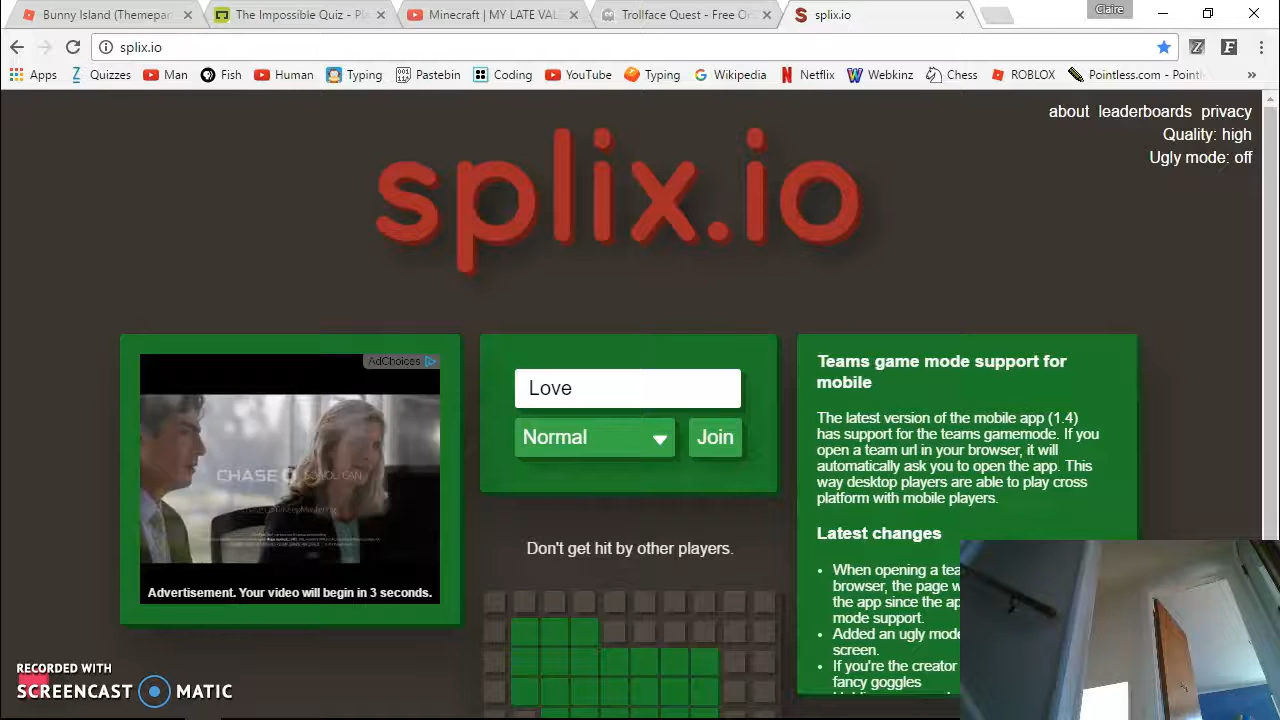 Bunny Island (Themepar
The Impossible Quiz - Pl
Minecraft | MY LATE VAL
Trollface Quest - Free On
splix.io
Claire
splix.io
Apps Quizzes Man Fish Human Typing Pastebin Coding YouTube Typing Wikipedia Netflix Webkinz Chess ROBLOX Pointless.com - Pointl
about leaderboards privacy
Quality: high
Ugly mode: off
splix.io
AdChoices
CHASE SO YOU CAN
Advertisement. Your video will begin in 3 seconds.
Love
Normal Join
Don't get hit by other players.
Teams game mode support for
mobile
The latest version of the mobile app (1.4)
has support for the teams gamemode. If you
open a team url in your browser, it will
automatically ask you to open the app. This
way desktop players are able to play cross
platform with mobile players.
Latest changes
• When opening a tea
browser, the page w
the app since the ap
mode support.
• Added an ugly mode
screen.
• If you're the creator
fancy goggles
RECORDED WITH
SCREENCAST MATIC